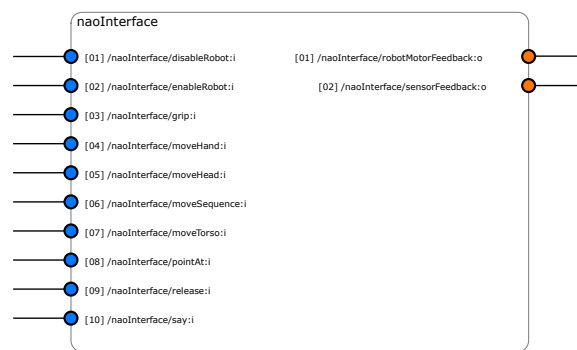 naoInterface
[01] /naoInterface/disableRobot:i
[02] /naoInterface/enableRobot:i
[03] /naoInterface/grip:i
[04] /naoInterface/moveHand:i
[05] /naoInterface/moveHead:i
[06] /naoInterface/moveSequence:i
[07] /naoInterface/moveTorso:i
[08] /naoInterface/pointAt:i
[09] /naoInterface/release:i
[10] /naoInterface/say:i
[01] /naoInterface/robotMotorFeedback:o
[02] /naoInterface/sensorFeedback:o